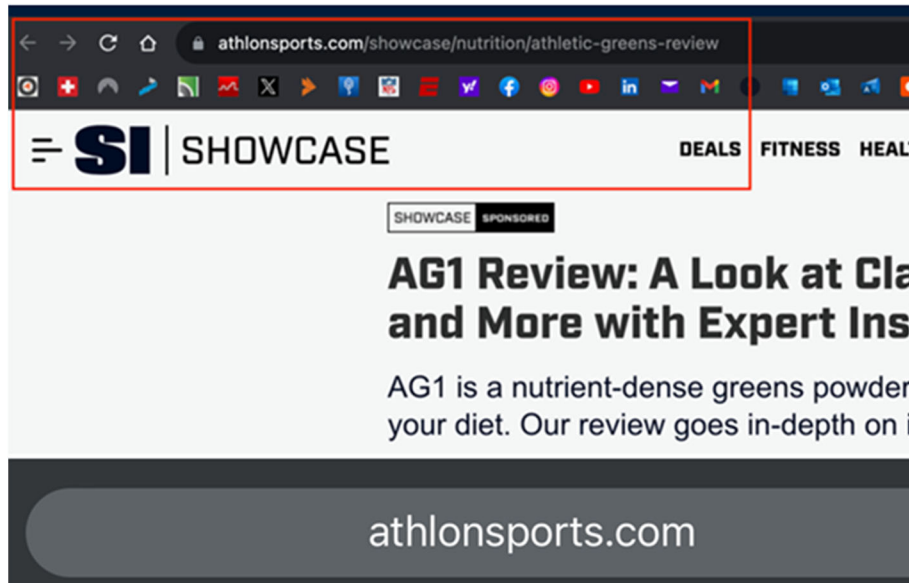 athlonsports.com/showcase/nutrition/athletic-greens-review
SI SHOWCASE
DEALS FITNESS HEAL
SHOWCASE SPONSORED
AG1 Review: A Look at Cla
and More with Expert Ins
AG1 is a nutrient-dense greens powder
your diet. Our review goes in-depth on i
athlonsports.com